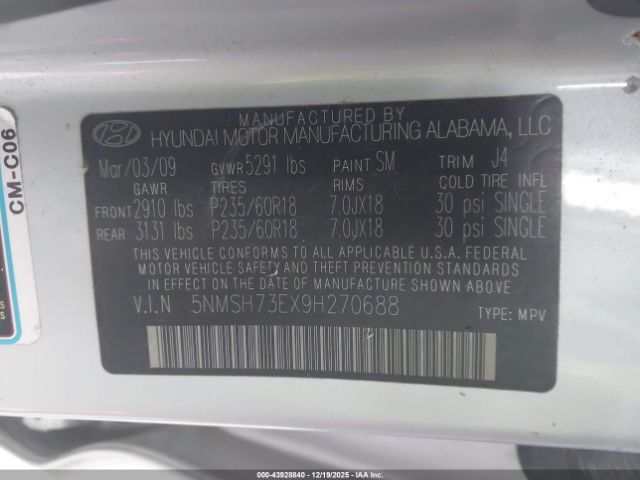 MANUFACTURED BY
HYUNDAI MOTOR MANUFACTURING ALABAMA, LLC
Mar/03/09 GVWR 5291 lbs PAINT SM TRIM J4
GAWR TIRES RIMS COLD TIRE INFL
FRONT 2910 lbs P235/60R18 7.0JX18 30 psi SINGLE
REAR 3131 lbs P235/60R18 7.0JX18 30 psi SINGLE
THIS VEHICLE CONFORMS TO ALL APPLICABLE U.S.A. FEDERAL
MOTOR VEHICLE SAFETY AND THEFT PREVENTION STANDARDS
IN EFFECT ON THE DATE OF MANUFACTURE SHOWN ABOVE.
V.I.N 5NMSH73EX9H270688
TYPE: MPV
CM-C06
000-43928840 - 12/19/2025 - Copart